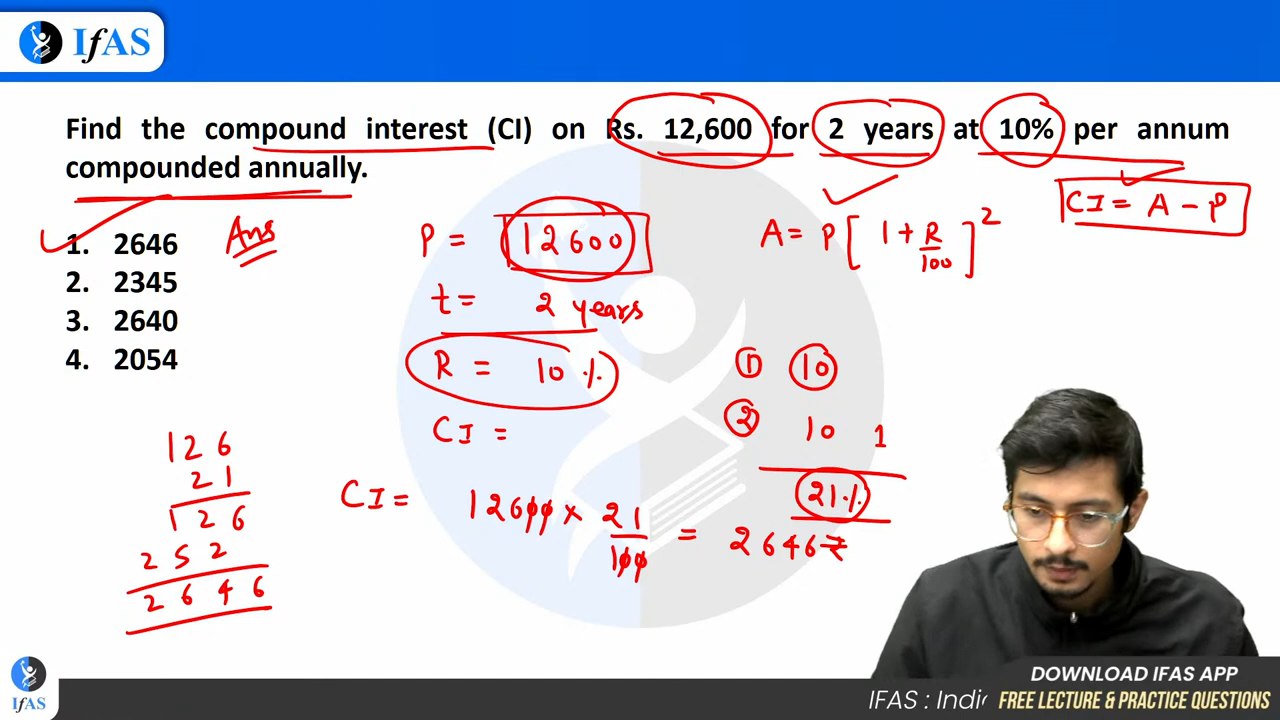 IfAS
Find the compound interest (CI) on Rs. 12,600 for 2 years at 10% per annum
compounded annually.
CI = A - P
1. 2646 Ans
2. 2345
3. 2640
4. 2054
P = 12600
A = P [ 1 + R/100 ]²
t = 2 years
R = 10 %
① 10
② 10 1
21%
CI =
CI = 12600 × 21/100 = 2646
126
21
126
252
2646
IfAS
DOWNLOAD IFAS APP
IFAS : Indi
FREE LECTURE & PRACTICE QUESTIONS